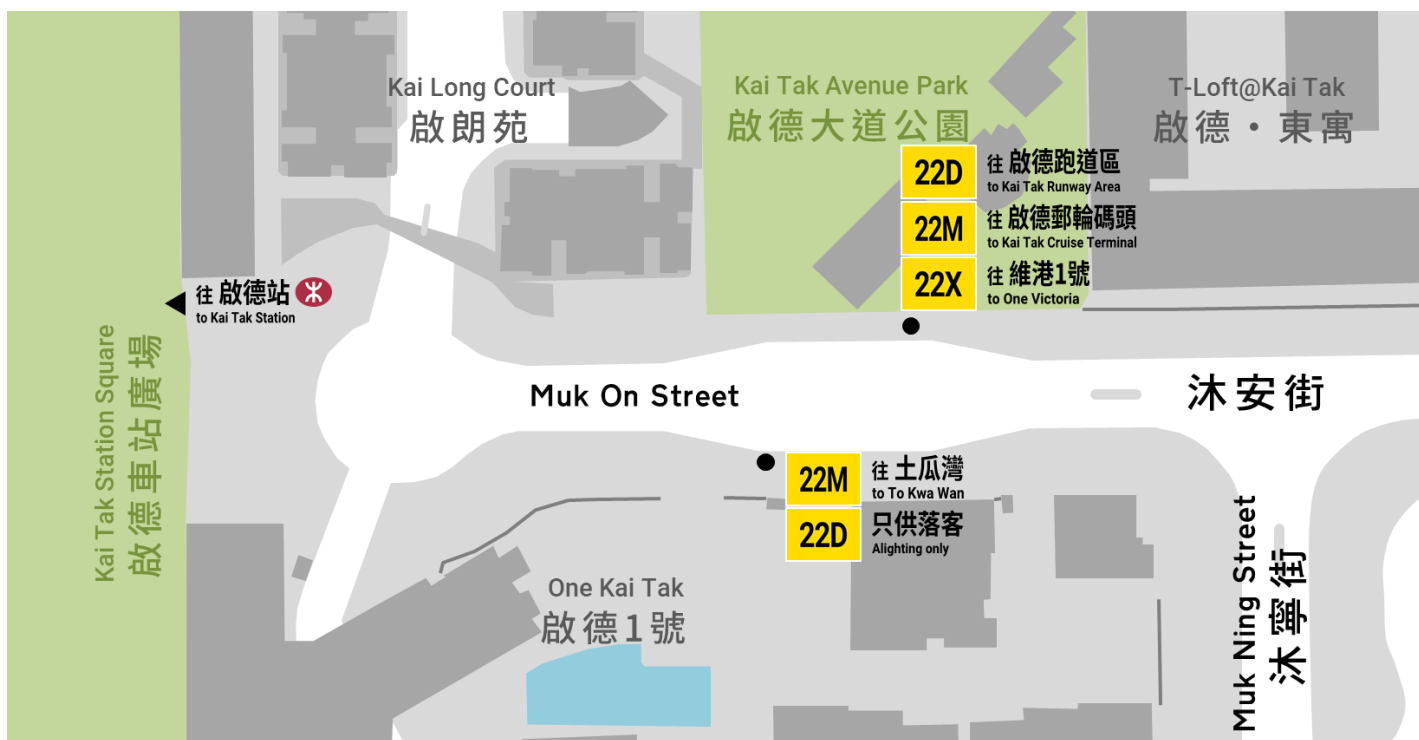 Kai Long Court
啟朗苑
Kai Tak Avenue Park
啟德大道公園
T-Loft@Kai Tak
啟德・東寓
22D
往 啟德跑道區
to Kai Tak Runway Area
22M
往 啟德郵輪碼頭
to Kai Tak Cruise Terminal
22X
往 維港1號
to One Victoria
往 啟德站
to Kai Tak Station
Kai Tak Station Square
啟德車站廣場
Muk On Street
沐安街
22M
往 土瓜灣
to To Kwa Wan
22D
只供落客
Alighting only
One Kai Tak
啟德1號
Muk Ning Street
沐寧街